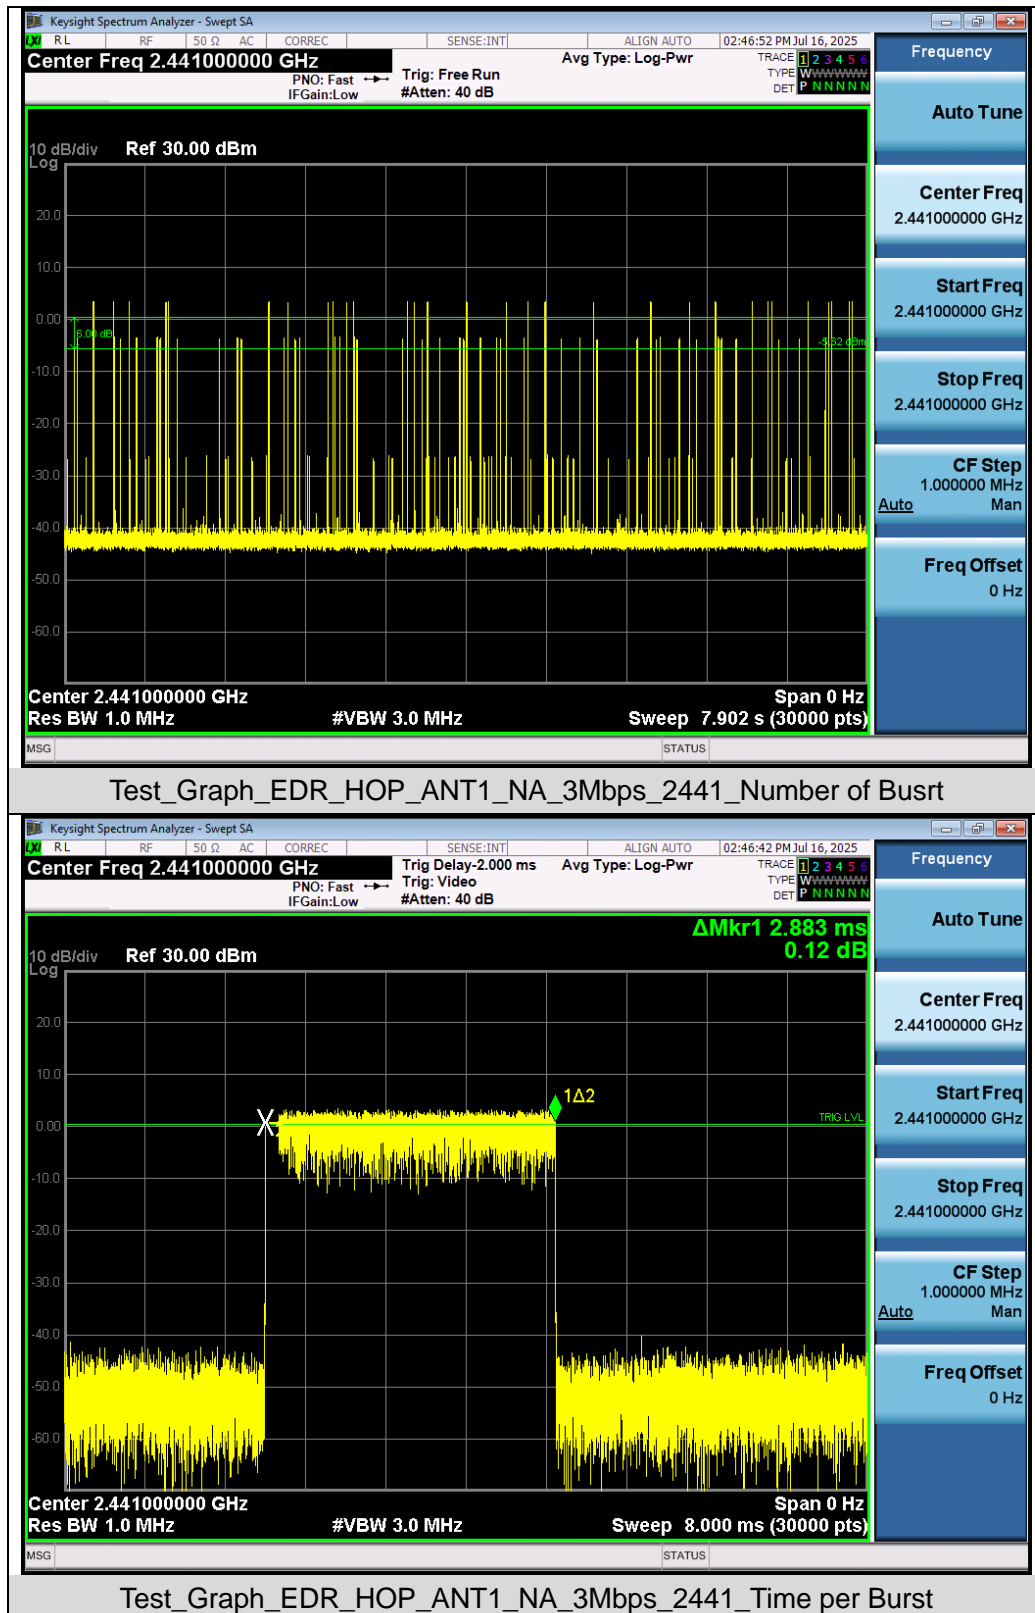 Keysight Spectrum Analyzer - Swept SA
LXI RL RF 50 Ω AC CORREC SENSE:INT ALIGN AUTO 02:46:52 PM Jul 16, 2025
Center Freq 2.441000000 GHz Avg Type: Log-Pwr TRACE 1 2 3 4 5 6
PNO: Fast Trig: Free Run TYPE WWWWWW
IFGain:Low #Atten: 40 dB DET P N N N N N
Frequency
Auto Tune
10 dB/div Ref 30.00 dBm
Log
20.0
10.0
0.00
6.00 dB
-5.62 dBm
-10.0
-20.0
-30.0
-40.0
-50.0
-60.0
Center Freq
2.441000000 GHz
Start Freq
2.441000000 GHz
Stop Freq
2.441000000 GHz
CF Step
1.000000 MHz
Auto Man
Freq Offset
0 Hz
Center 2.441000000 GHz Span 0 Hz
Res BW 1.0 MHz #VBW 3.0 MHz Sweep 7.902 s (30000 pts)
MSG STATUS
Test_Graph_EDR_HOP_ANT1_NA_3Mbps_2441_Number of Busrt
Keysight Spectrum Analyzer - Swept SA
LXI RL RF 50 Ω AC CORREC SENSE:INT ALIGN AUTO 02:46:42 PM Jul 16, 2025
Center Freq 2.441000000 GHz Trig Delay-2.000 ms Avg Type: Log-Pwr TRACE 1 2 3 4 5 6
PNO: Fast Trig: Video TYPE WWWWWW
IFGain:Low #Atten: 40 dB DET P N N N N N
Frequency
Auto Tune
ΔMkr1 2.883 ms
0.12 dB
10 dB/div Ref 30.00 dBm
Log
20.0
10.0
0.00
-10.0
-20.0
-30.0
-40.0
-50.0
-60.0
1Δ2
TRIG LVL
Center Freq
2.441000000 GHz
Start Freq
2.441000000 GHz
Stop Freq
2.441000000 GHz
CF Step
1.000000 MHz
Auto Man
Freq Offset
0 Hz
Center 2.441000000 GHz Span 0 Hz
Res BW 1.0 MHz #VBW 3.0 MHz Sweep 8.000 ms (30000 pts)
MSG STATUS
Test_Graph_EDR_HOP_ANT1_NA_3Mbps_2441_Time per Burst